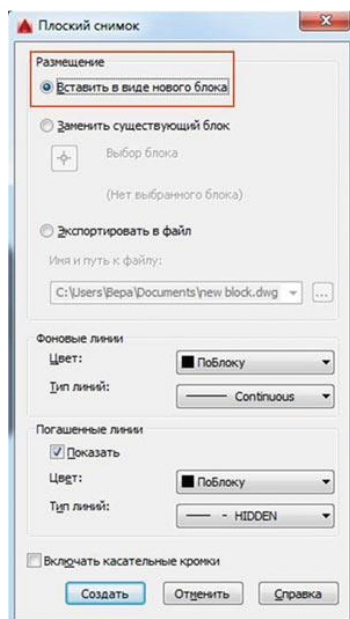 Плоский снимок
Размещение
Вставить в виде нового блока
Заменить существующий блок
Выбор блока
(Нет выбранного блока)
Экспортировать в файл
Имя и путь к файлу:
C:\Users\Вера\Documents\new block.dwg ...
Фоновые линии
Цвет: ПоБлоку
Тип линий: Continuous
Погашенные линии
Показать
Цвет: ПоБлоку
Тип линий: HIDDEN
Включать касательные кромки
Создать Отменить Справка